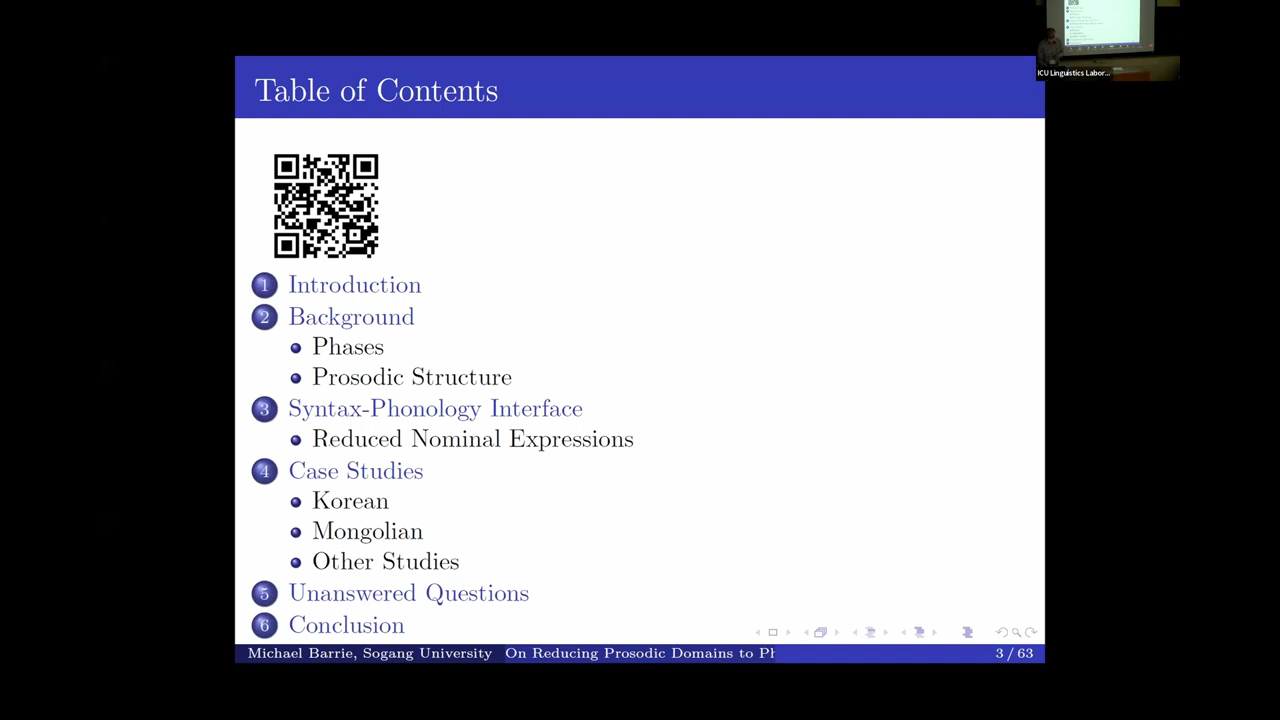 ICU Linguistics Labor...
Table of Contents
1 Introduction
2 Background
Phases
Prosodic Structure
3 Syntax-Phonology Interface
Reduced Nominal Expressions
4 Case Studies
Korean
Mongolian
Other Studies
5 Unanswered Questions
6 Conclusion
Michael Barrie, Sogang University On Reducing Prosodic Domains to Ph 3 / 63